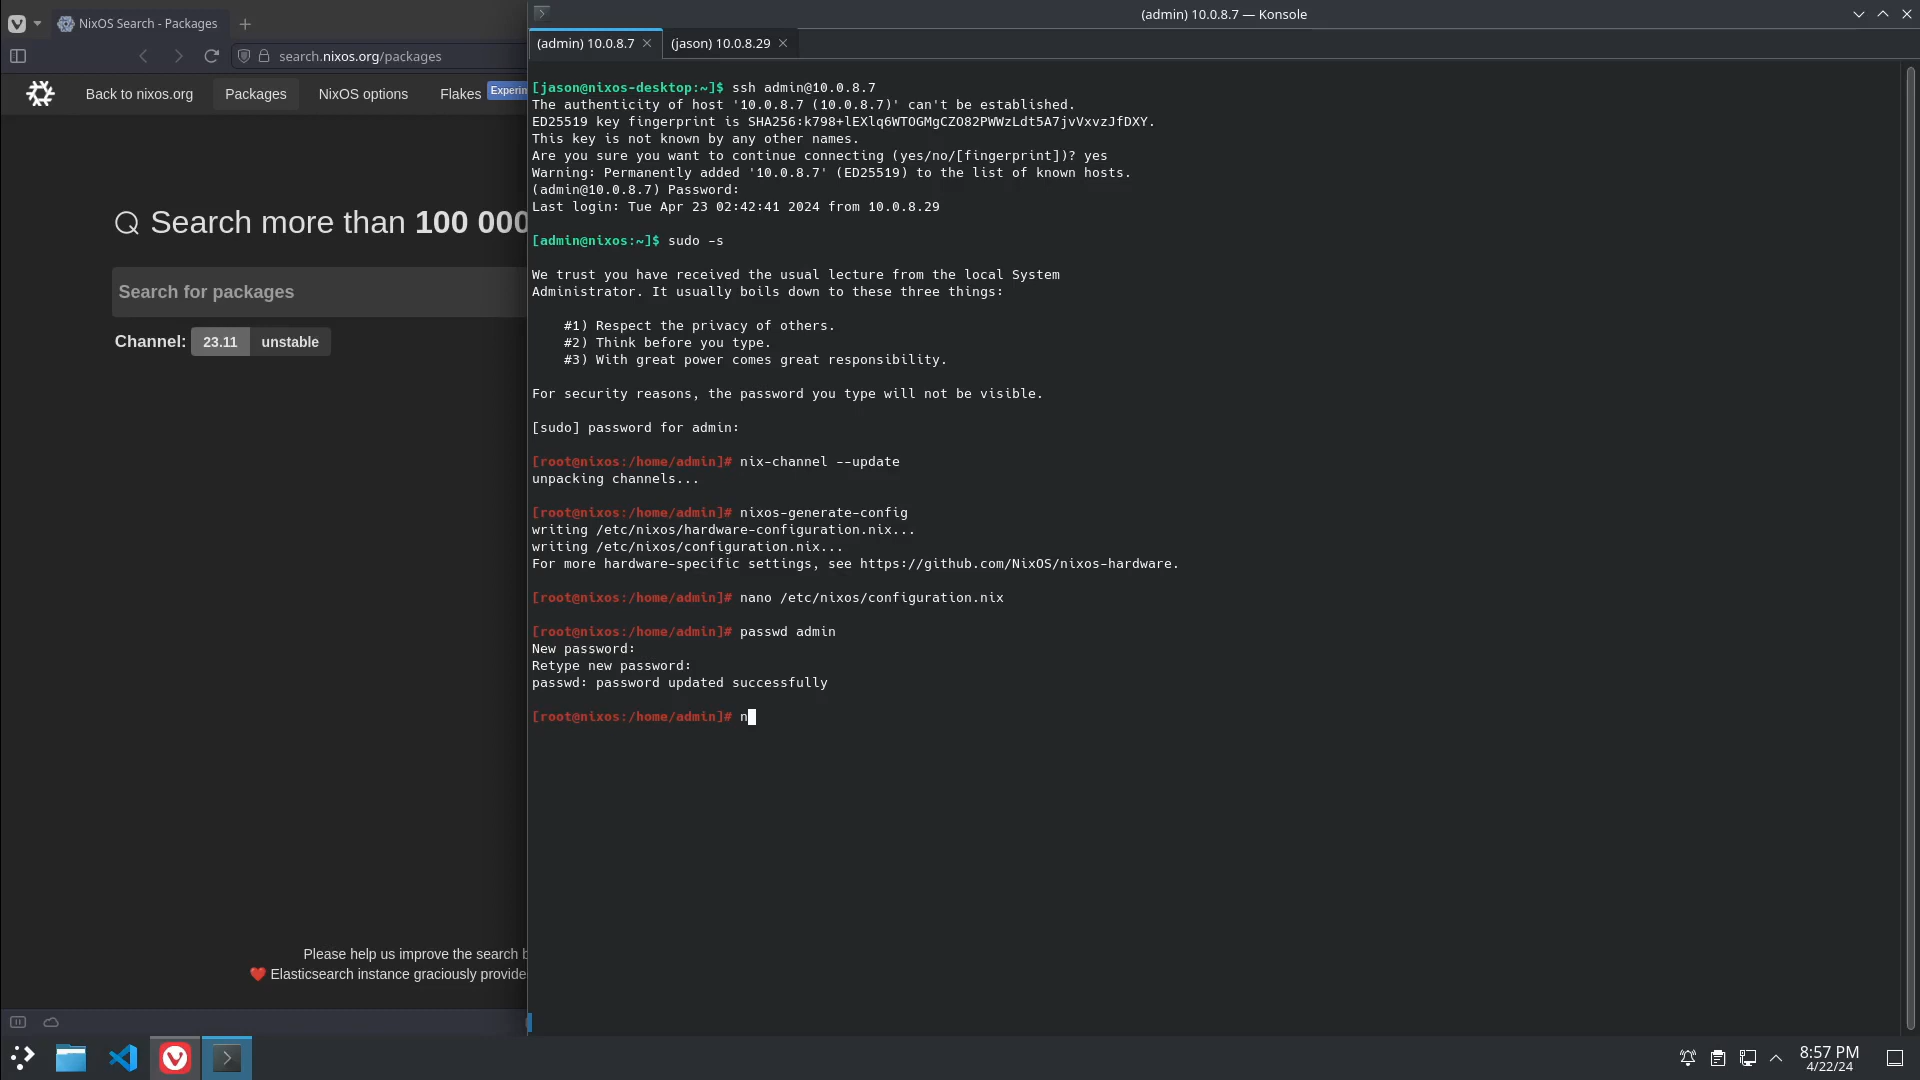 NixOS Search - Packages
search.nixos.org/packages
Back to nixos.org
Packages
NixOS options
Flakes
Experin
Search more than 100 000
Search for packages
Channel: 23.11 unstable
Please help us improve the search b
❤️ Elasticsearch instance graciously provide
(admin) 10.0.8.7 — Konsole
(admin) 10.0.8.7
(jason) 10.0.8.29
[jason@nixos-desktop:~]$ ssh admin@10.0.8.7
The authenticity of host '10.0.8.7 (10.0.8.7)' can't be established.
ED25519 key fingerprint is SHA256:k798+lEXlq6WTOGMgCZO82PWWzLdt5A7jvVxvzJfDXY.
This key is not known by any other names.
Are you sure you want to continue connecting (yes/no/[fingerprint])? yes
Warning: Permanently added '10.0.8.7' (ED25519) to the list of known hosts.
(admin@10.0.8.7) Password:
Last login: Tue Apr 23 02:42:41 2024 from 10.0.8.29
[admin@nixos:~]$ sudo -s
We trust you have received the usual lecture from the local System
Administrator. It usually boils down to these three things:
#1) Respect the privacy of others.
#2) Think before you type.
#3) With great power comes great responsibility.
For security reasons, the password you type will not be visible.
[sudo] password for admin:
[root@nixos:/home/admin]# nix-channel --update
unpacking channels...
[root@nixos:/home/admin]# nixos-generate-config
writing /etc/nixos/hardware-configuration.nix...
writing /etc/nixos/configuration.nix...
For more hardware-specific settings, see https://github.com/NixOS/nixos-hardware.
[root@nixos:/home/admin]# nano /etc/nixos/configuration.nix
[root@nixos:/home/admin]# passwd admin
New password:
Retype new password:
passwd: password updated successfully
[root@nixos:/home/admin]# n
8:57 PM
4/22/24